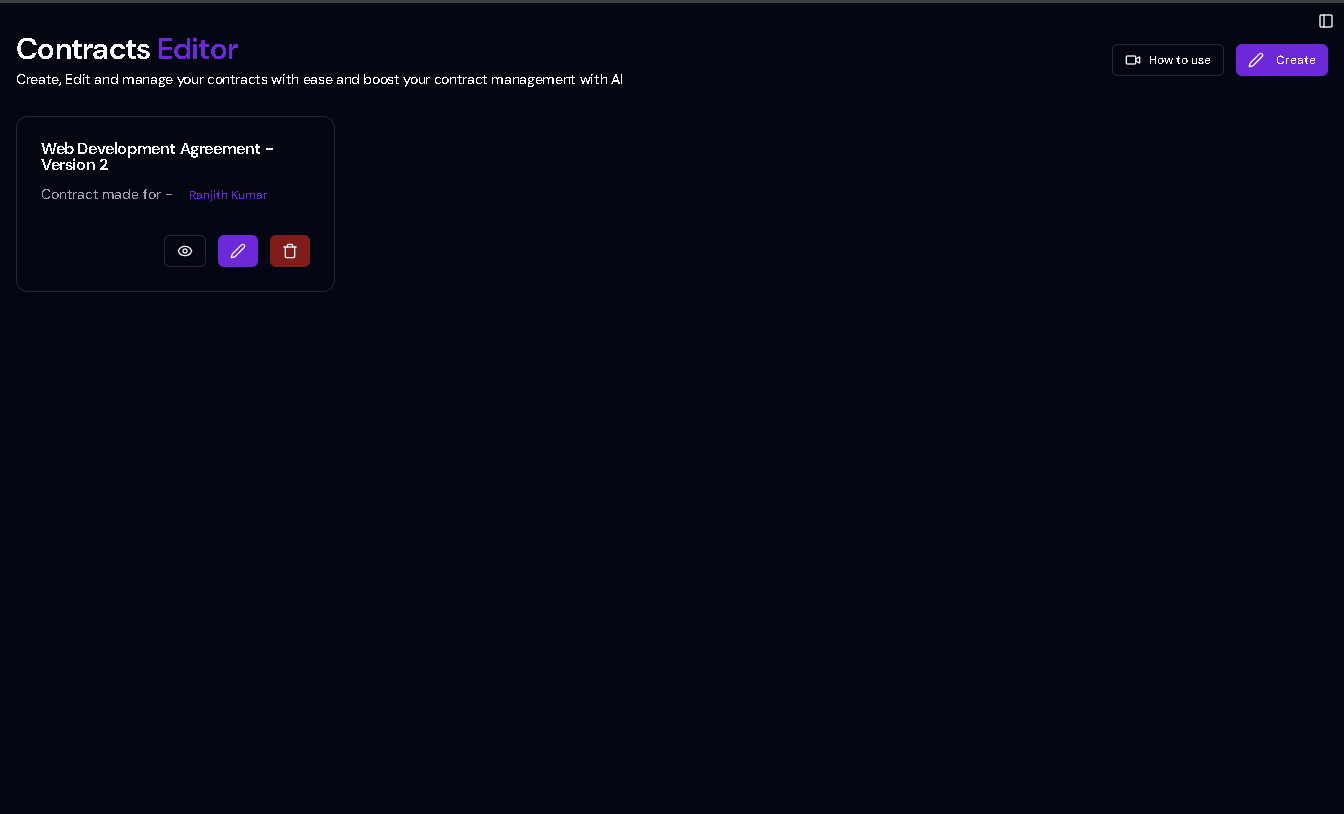 Contracts Editor
Create, Edit and manage your contracts with ease and boost your contract management with AI
How to use
Create
Web Development Agreement -
Version 2
Contract made for - Ranjith Kumar